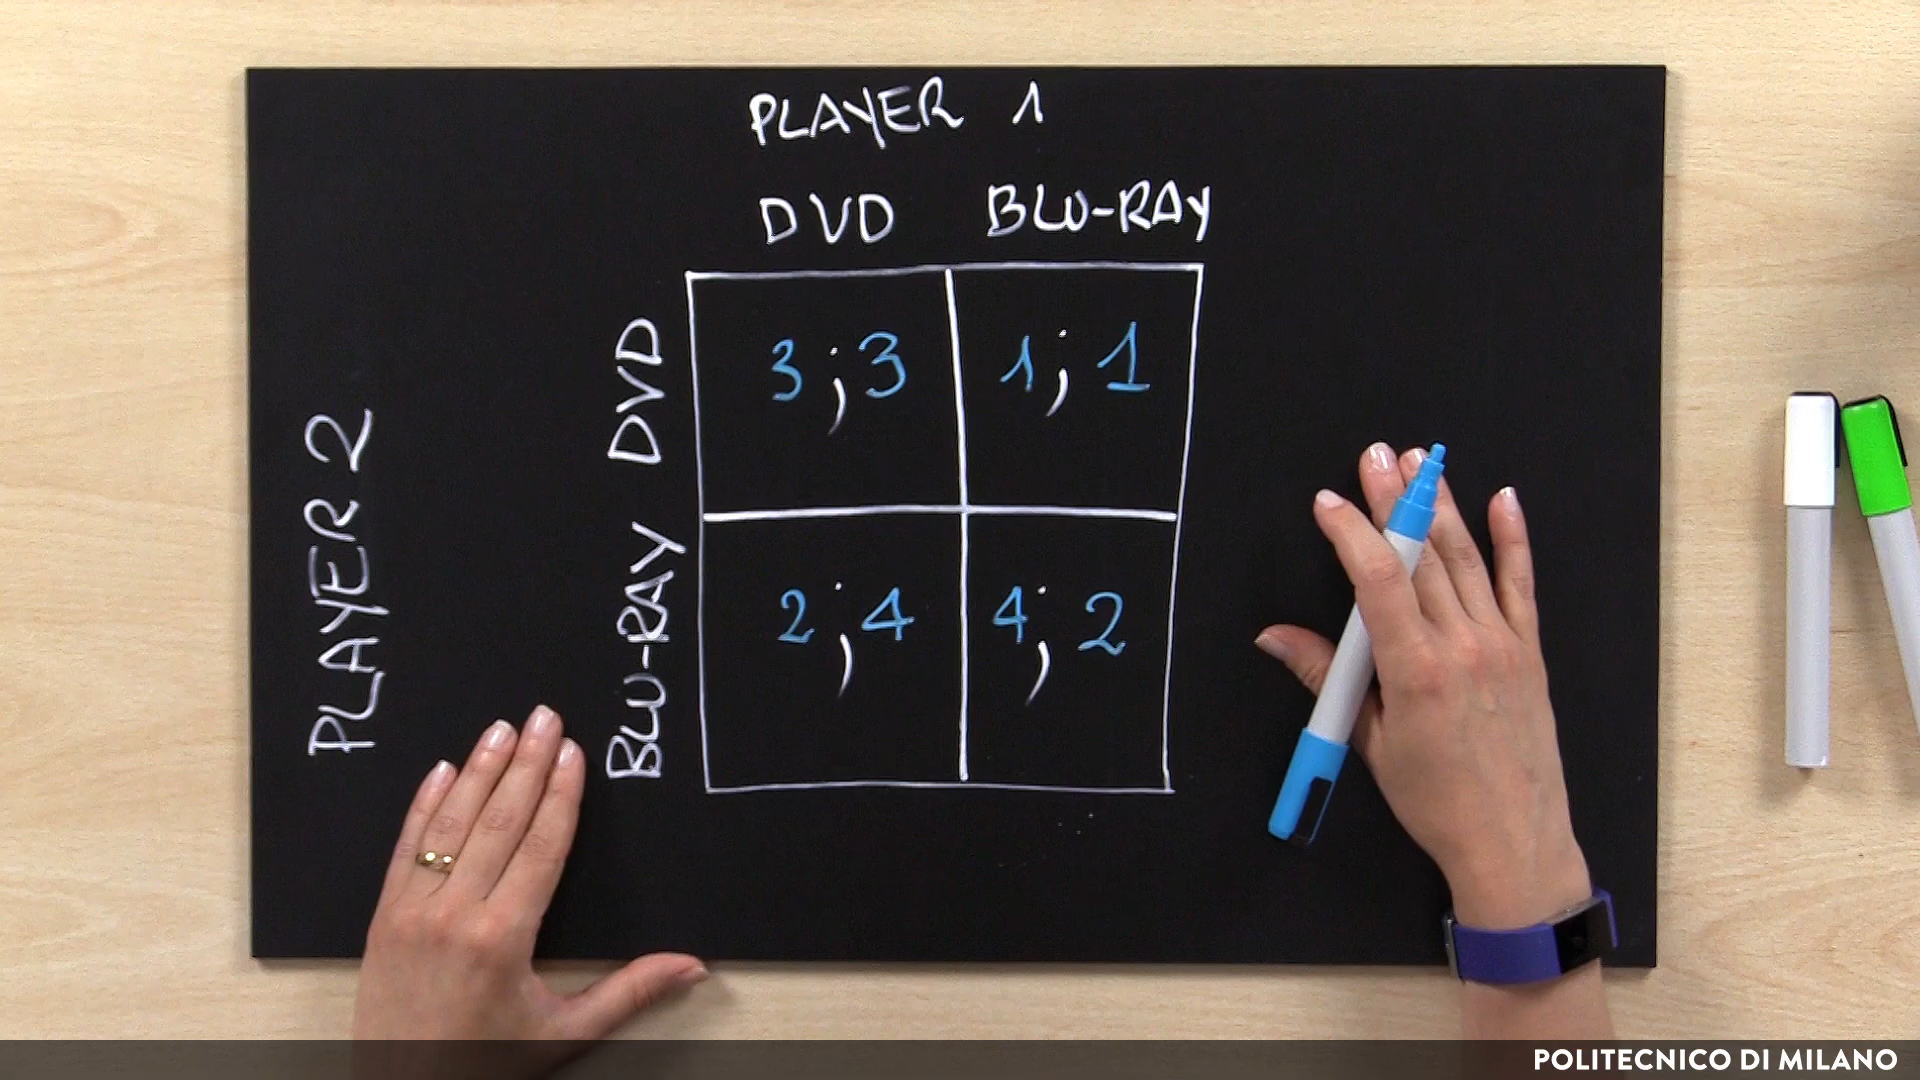 PLAYER 1
DVD BLU-RAY
PLAYER 2
DVD
3 ; 3
1 ; 1
BLU-RAY
2 ; 4
4 ; 2
POLITECNICO DI MILANO